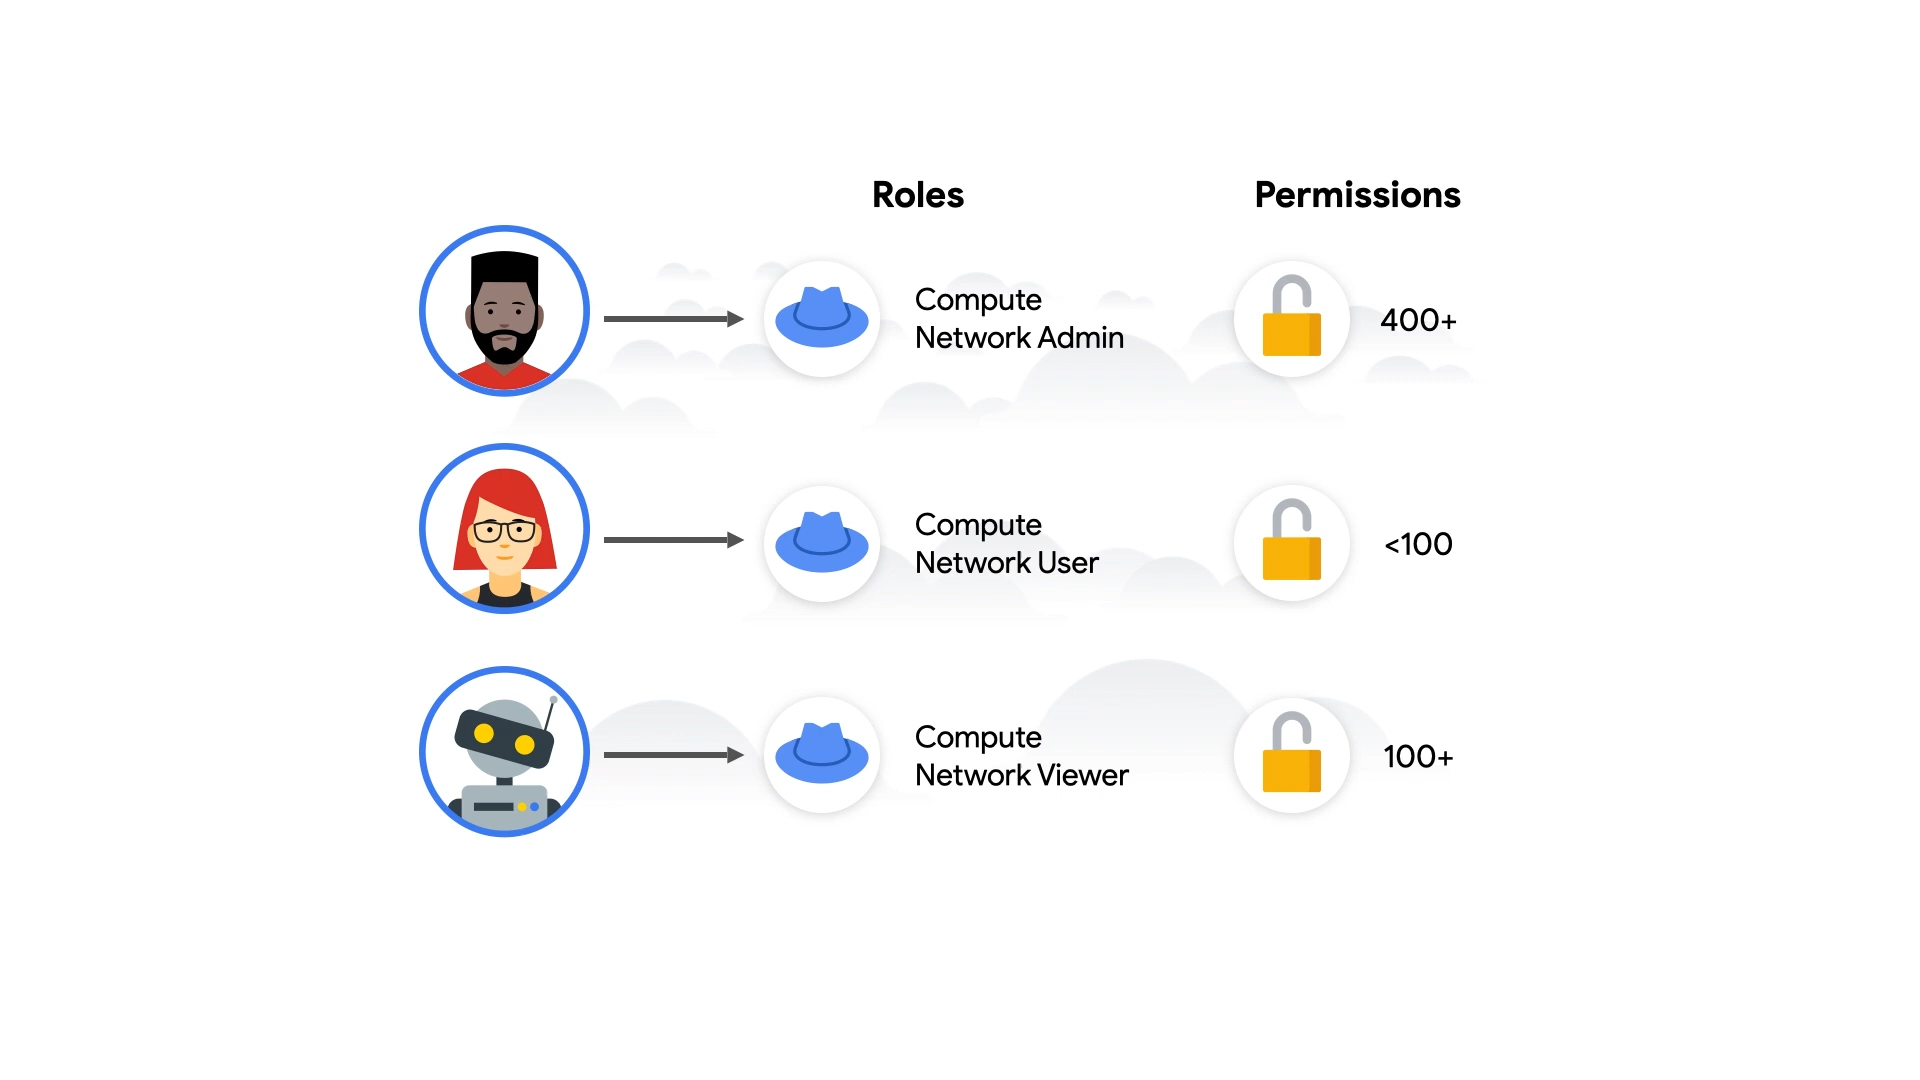 Roles
Permissions
Compute
Network Admin
400+
Compute
Network User
<100
Compute
Network Viewer
100+